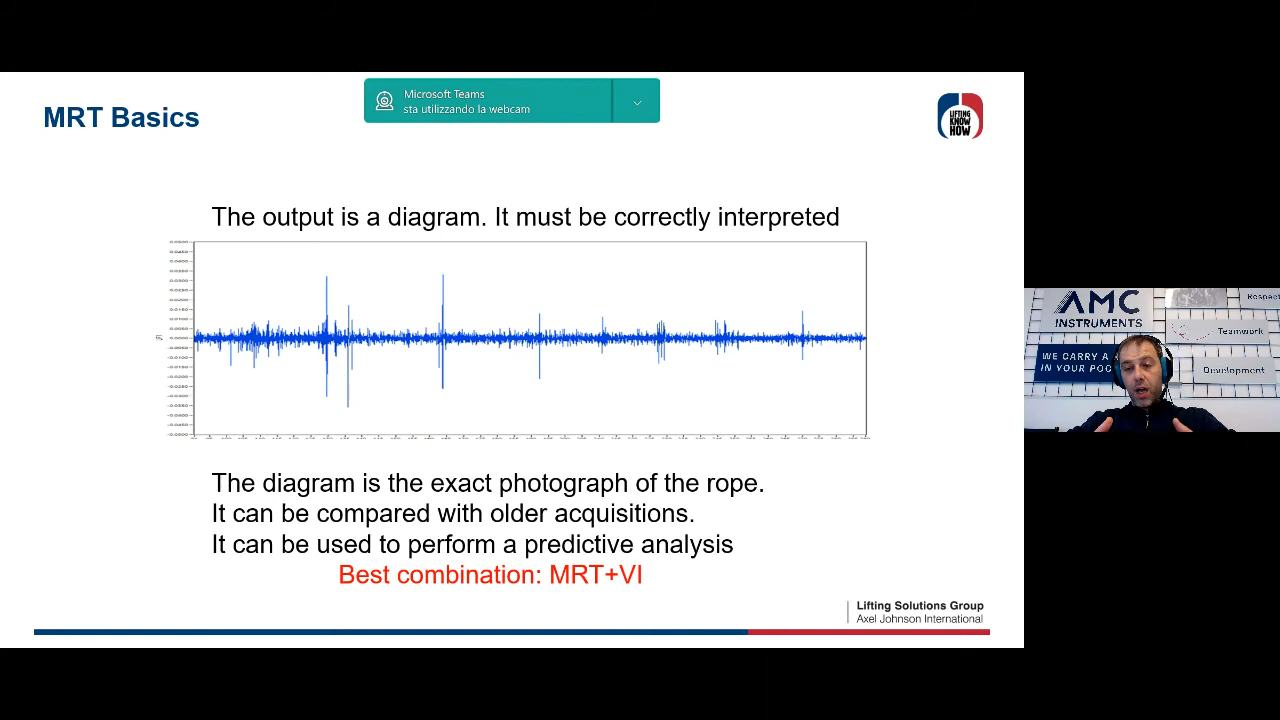 MRT Basics
Microsoft Teams
sta utilizzando la webcam
LIFTING
KNOW
HOW
The output is a diagram. It must be correctly interpreted
The diagram is the exact photograph of the rope.
It can be compared with older acquisitions.
It can be used to perform a predictive analysis
Best combination: MRT+VI
Lifting Solutions Group
Axel Johnson International
AMC
INSTRUMENTS
WE CARRY A
IN YOUR POC
Respect
Teamwork
Development